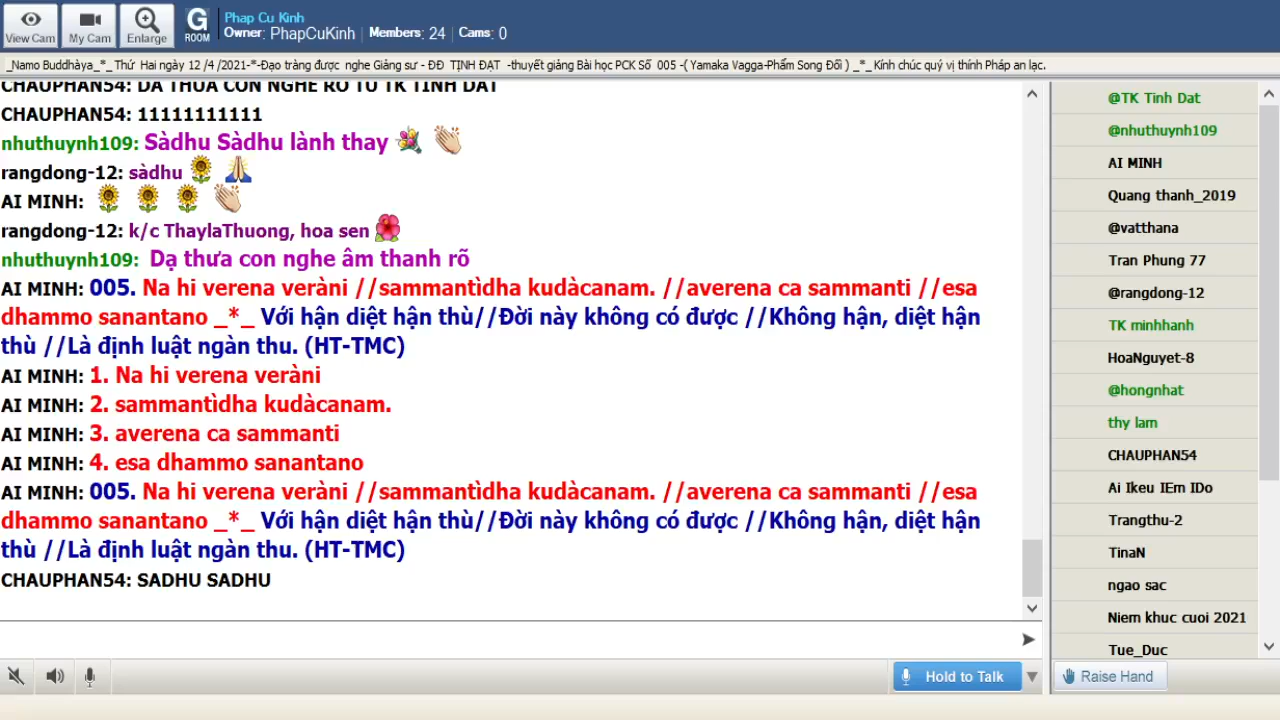 View Cam
My Cam
Enlarge
G
ROOM
Phap Cu Kinh
Owner: PhapCuKinh Members: 24 Cams: 0
_Namo Buddhàya_*_ Thứ Hai ngày 12 /4 /2021-*-Đạo tràng được nghe Giảng sư - ĐĐ TỊNH ĐẠT -thuyết giảng Bài học PCK Số 005 -( Yamaka Vagga-Phẩm Song Đối ) _*_ Kính chúc quý vị thính Pháp an lạc.
CHAUPHAN54: DA THUA CON NGHE RO TU TK TINH DAT
CHAUPHAN54: 11111111111
nhuthuynh109: Sàdhu Sàdhu lành thay
rangdong-12: sàdhu
AI MINH:
rangdong-12: k/c ThaylaThuong, hoa sen
nhuthuynh109: Dạ thưa con nghe âm thanh rõ
AI MINH: 005. Na hi verena veràni //sammantìdha kudàcanam. //averena ca sammanti //esa
dhammo sanantano _*_ Với hận diệt hận thù//Đời này không có được //Không hận, diệt hận
thù //Là định luật ngàn thu. (HT-TMC)
AI MINH: 1. Na hi verena veràni
AI MINH: 2. sammantìdha kudàcanam.
AI MINH: 3. averena ca sammanti
AI MINH: 4. esa dhammo sanantano
AI MINH: 005. Na hi verena veràni //sammantìdha kudàcanam. //averena ca sammanti //esa
dhammo sanantano _*_ Với hận diệt hận thù//Đời này không có được //Không hận, diệt hận
thù //Là định luật ngàn thu. (HT-TMC)
CHAUPHAN54: SADHU SADHU
@TK Tinh Dat
@nhuthuynh109
AI MINH
Quang thanh_2019
@vatthana
Tran Phung 77
@rangdong-12
TK minhhanh
HoaNguyet-8
@hongnhat
thy lam
CHAUPHAN54
Ai Ikeu IEm IDo
Trangthu-2
TinaN
ngao sac
Niem khuc cuoi 2021
Tue_Duc
Hold to Talk
Raise Hand